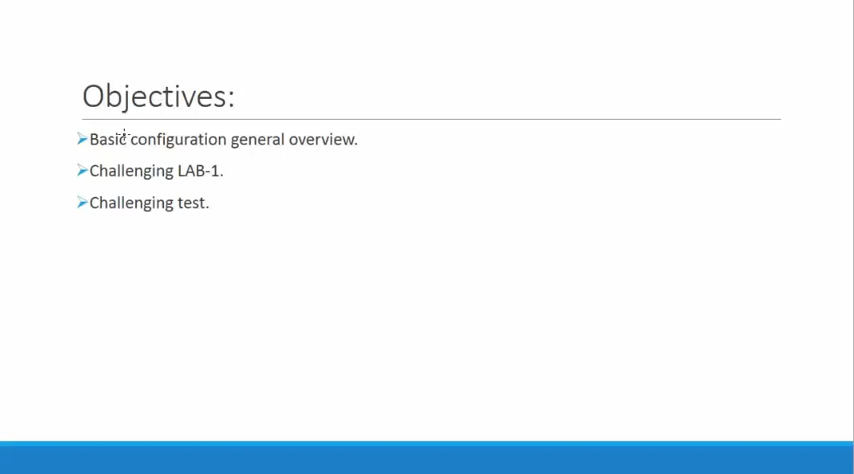 Objectives:
Basic configuration general overview.
Challenging LAB-1.
Challenging test.